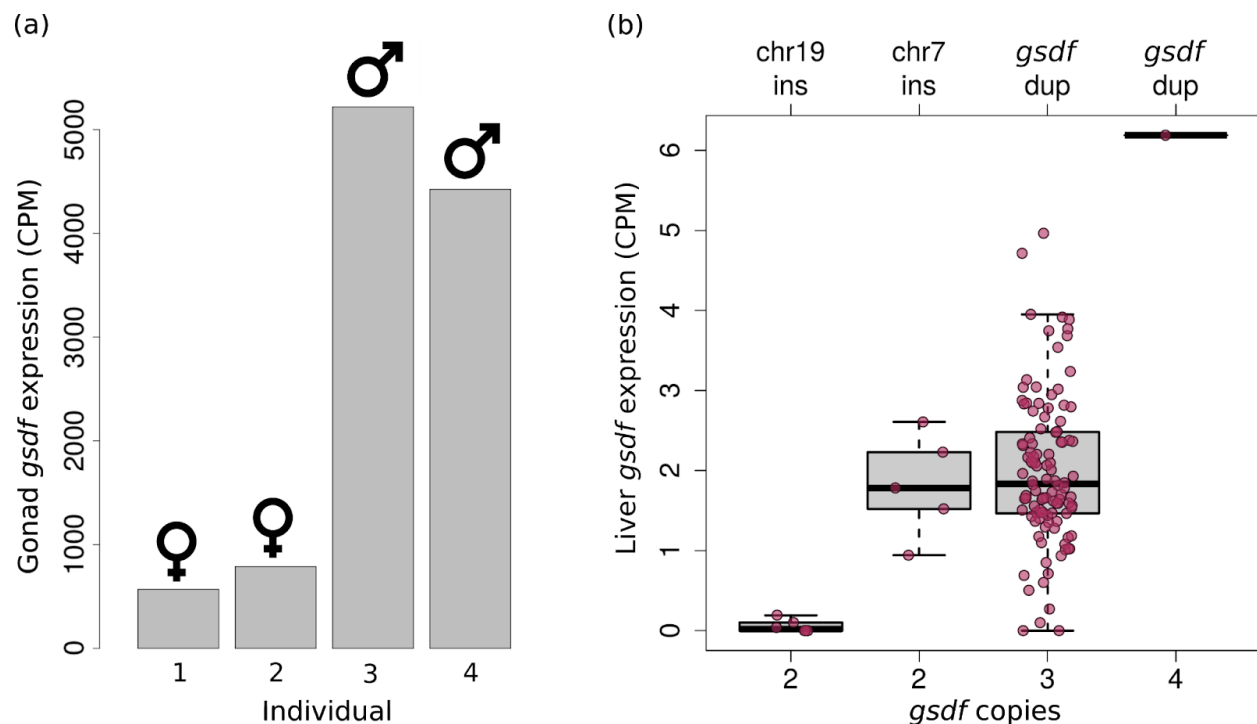 (a)
Gonad gsdf expression (CPM)
5000
4000
3000
2000
1000
0
1 2 3 4
Individual
(b)
chr19 chr7 gsdf gsdf
ins ins dup dup
Liver gsdf expression (CPM)
6
5
4
3
2
1
0
2 2 3 4
gsdf copies